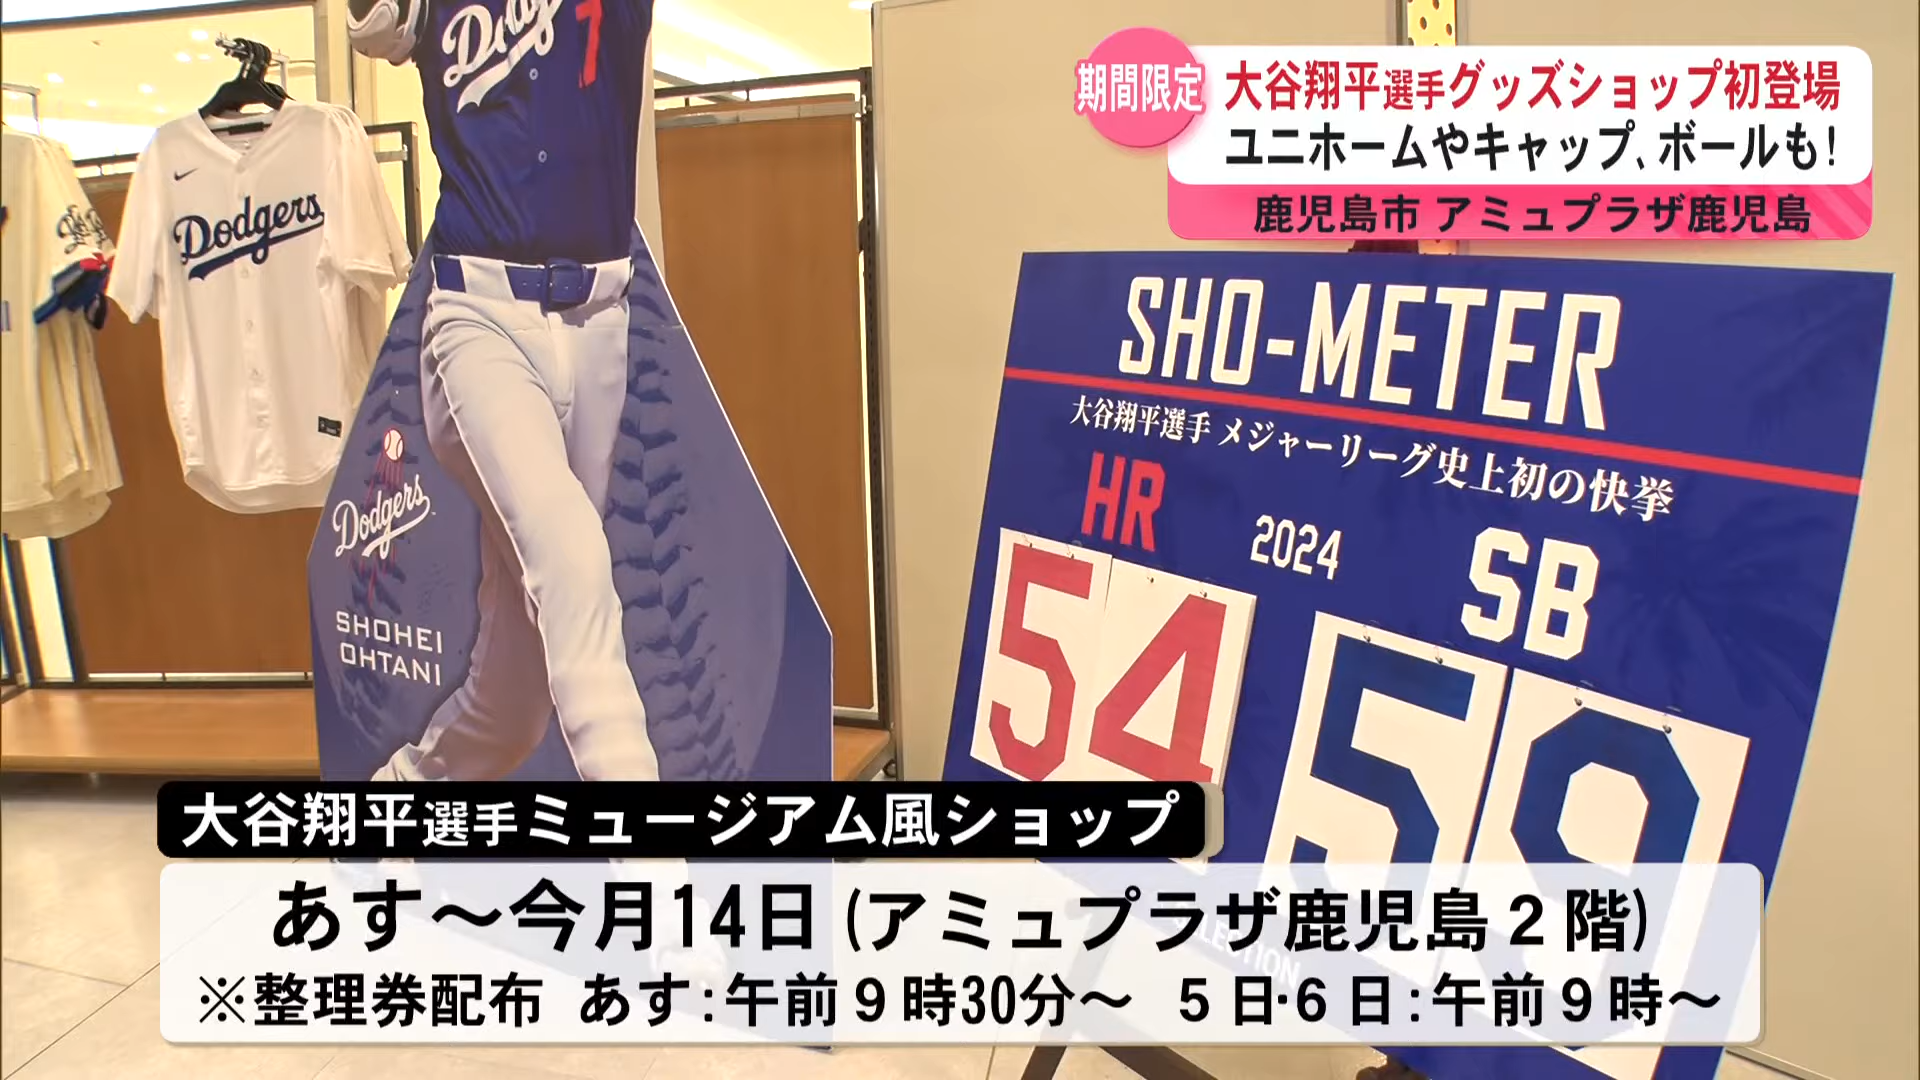 期間限定
大谷翔平選手グッズショップ初登場
ユニホームやキャップ、ボールも!
鹿児島市 アミュプラザ鹿児島
Dodgers
7
Dodgers
SHO-METER
大谷翔平選手 メジャーリーグ史上初の快挙
HR 2024 SB
54 59
Dodgers
SHOHEI
OHTANI
大谷翔平選手ミュージアム風ショップ
あす~今月14日(アミュプラザ鹿児島2階)
※整理券配布 あす:午前9時30分~ 5日・6日:午前9時~